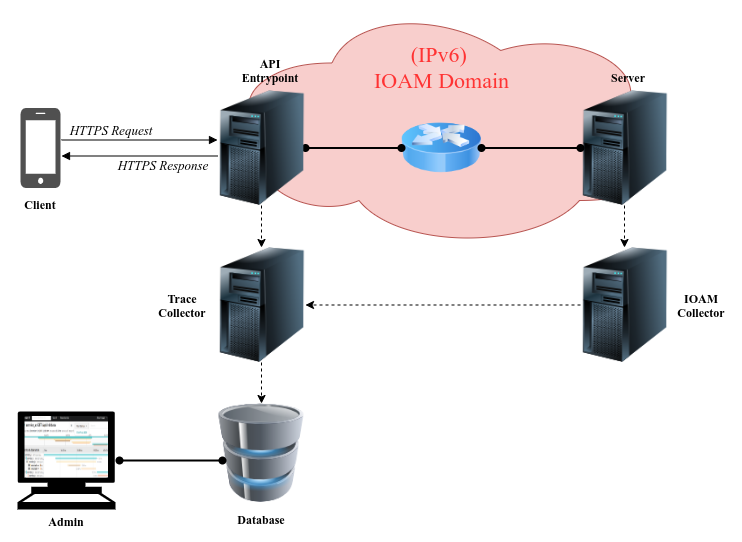 (IPv6)
IOAM Domain
API
Entrypoint
Server
HTTPS Request
HTTPS Response
Client
Trace
Collector
IOAM
Collector
Admin
Database